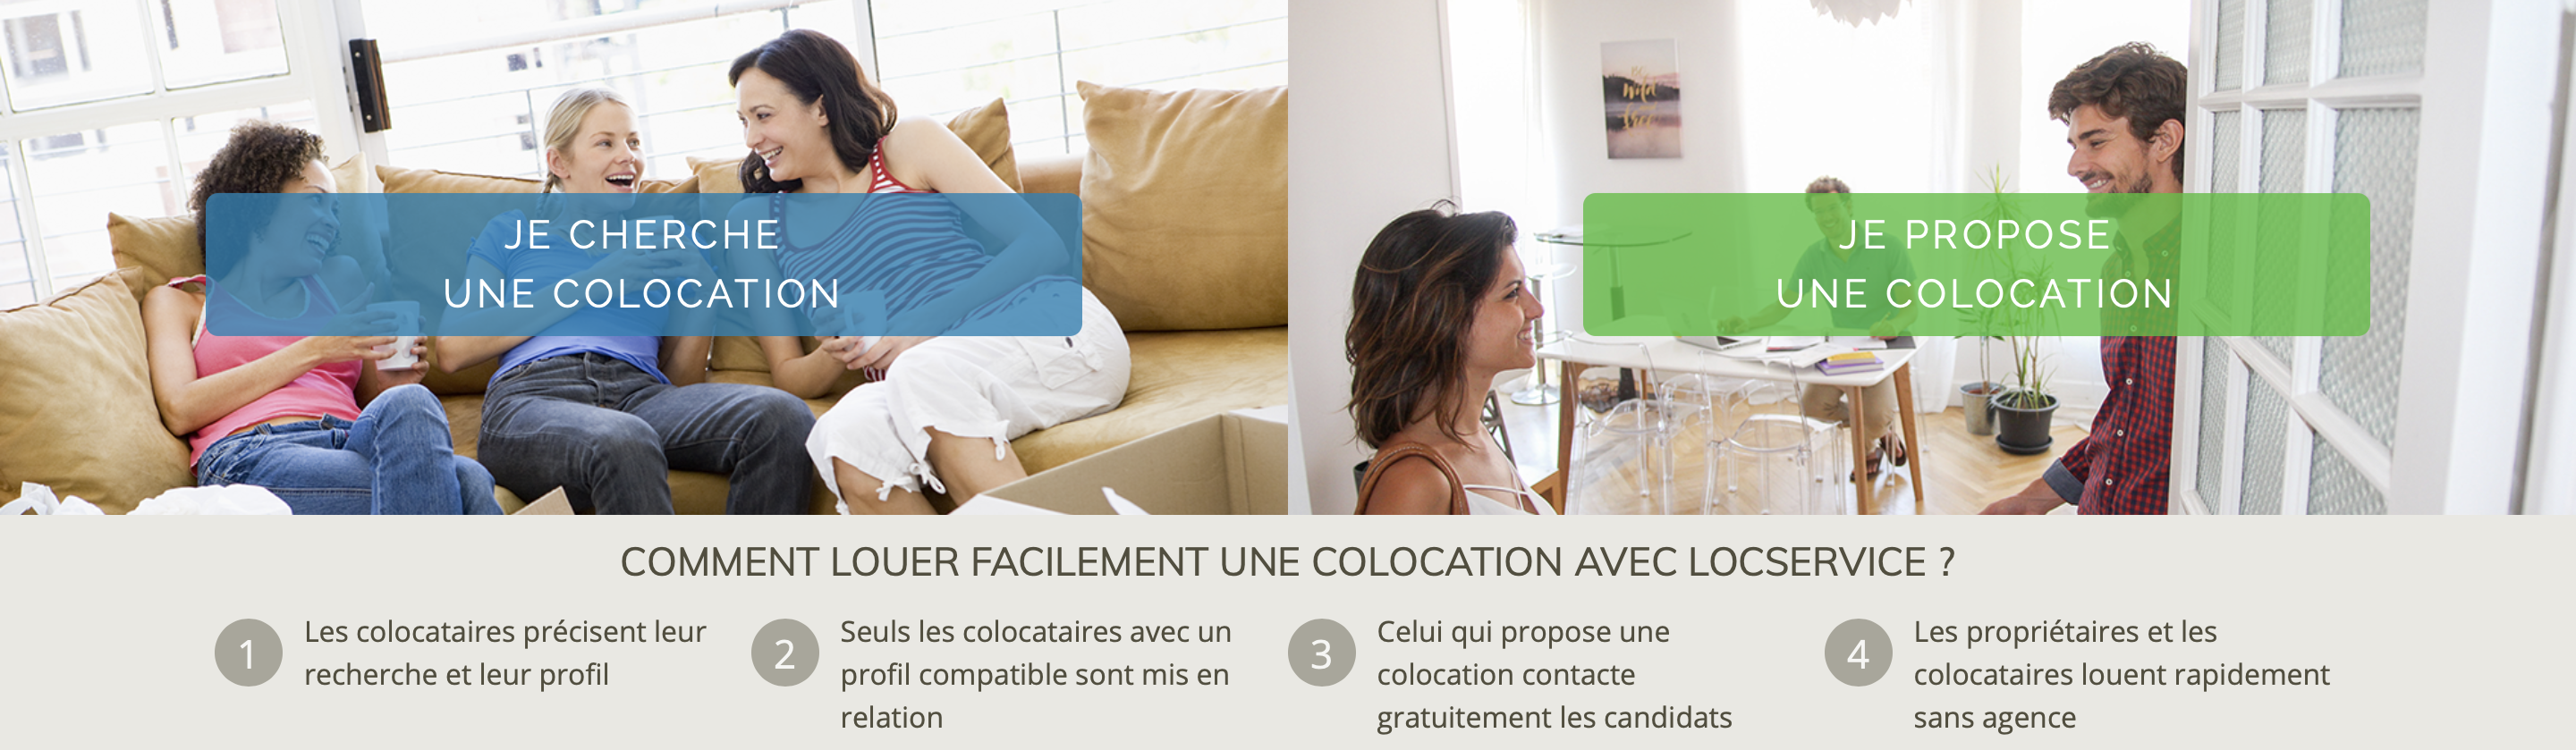 JE CHERCHE
UNE COLOCATION
wild
free
JE PROPOSE
UNE COLOCATION
COMMENT LOUER FACILEMENT UNE COLOCATION AVEC LOCSERVICE ?
1
Les colocataires précisent leur
recherche et leur profil
2
Seuls les colocataires avec un
profil compatible sont mis en
relation
3
Celui qui propose une
colocation contacte
gratuitement les candidats
4
Les propriétaires et les
colocataires louent rapidement
sans agence